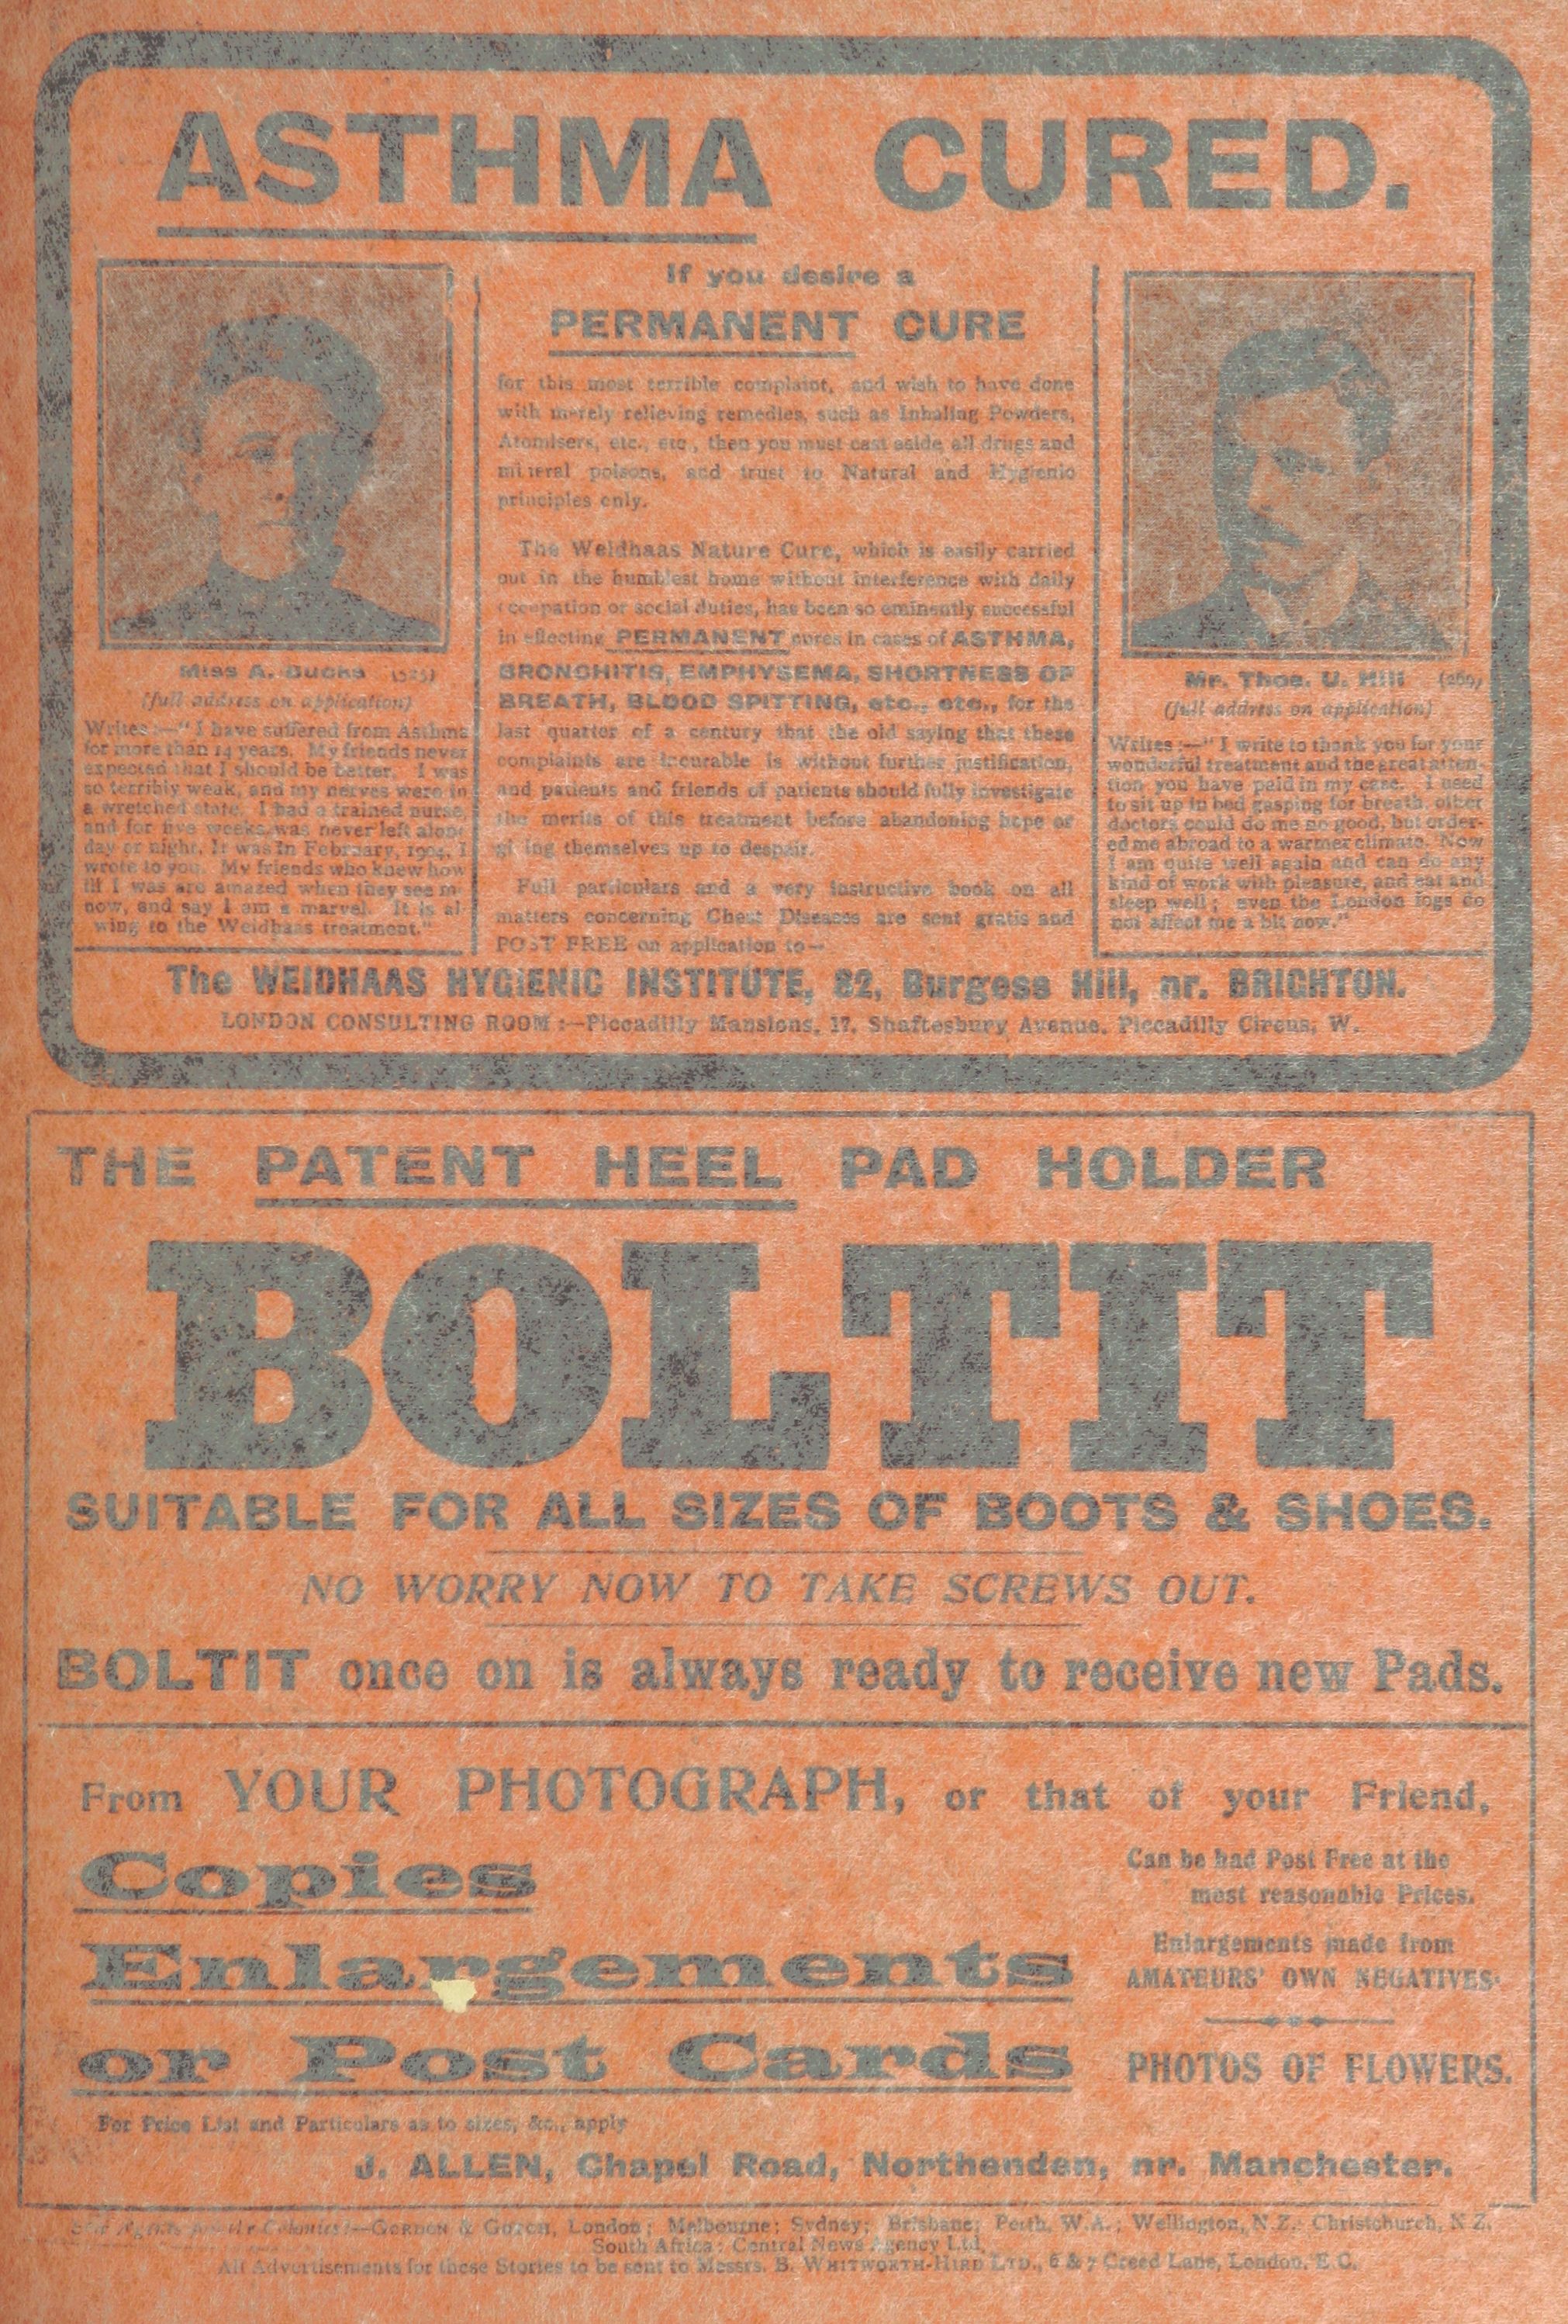 ASTHMA CURED.
If you desire a
PERMANENT CURE
for this most terrible complaint, and wish to have done
with merely relieving remedies, such as Inhaling Powders,
Atomisers, etc., etc., then you must cast aside all drugs and
mineral poisons, and trust to Natural and Hygienic
principles only.
The Weidhaas Nature Cure, which is easily carried
out in the humblest home without interference with daily
occupation or social duties, has been so eminently successful
in effecting PERMANENT cures in cases of ASTHMA,
BRONCHITIS, EMPHYSEMA, SHORTNESS OF
BREATH, BLOOD SPITTING, etc., etc., for the
last quarter of a century that the old saying that these
complaints are incurable is without further justification,
and patients and friends of patients should fully investigate
the merits of this treatment before abandoning hope or
gi ing themselves up to despair.
Full particulars and a very instructive book on all
matters concerning Chest Diseases are sent gratis and
POST FREE on application to—
Miss A. Bucks (525)
(full address on application)
Writes:—"I have suffered from Asthma
for more than 14 years. My friends never
expected that I should be better. I was
so terribly weak, and my nerves were in
a wretched state. I had a trained nurse,
and for five weeks was never left alone
day or night. It was in February, 1904, I
wrote to you. My friends who knew how
ill I was are amazed when they see m
now, and say I am a marvel. It is al
wing to the Weidhaas treatment."
Mr. Thos. U. Hill (269)
(full address on application)
Writes:—"I write to thank you for your
wonderful treatment and the great atten-
tion you have paid in my case. I used
to sit up in bed gasping for breath, other
doctors could do me no good, but order-
ed me abroad to a warmer climate. Now
I am quite well again and can do any
kind of work with pleasure, and eat and
sleep well; even the London fogs do
not affect me a bit now."
The WEIDHAAS HYGIENIC INSTITUTE, 82, Burgess Hill, nr. BRIGHTON.
LONDON CONSULTING ROOM:—Piccadilly Mansions, 17, Shaftesbury Avenue, Piccadilly Circus, W.
THE PATENT HEEL PAD HOLDER
BOLTIT
SUITABLE FOR ALL SIZES OF BOOTS & SHOES.
NO WORRY NOW TO TAKE SCREWS OUT.
BOLTIT once on is always ready to receive new Pads.
From YOUR PHOTOGRAPH, or that of your Friend,
Copies
Enlargements
or Post Cards
Can be had Post Free at the
most reasonable Prices.
Enlargements made from
AMATEURS' OWN NEGATIVES.
PHOTOS OF FLOWERS.
For Price List and Particulars as to sizes, &c., apply
J. ALLEN, Chapel Road, Northenden, nr. Manchester.
Agents for the Colonies:—GORDON & GOTCH, London; Melbourne; Sydney; Brisbane; Perth, W.A.; Wellington, N.Z.; Christchurch, N.Z.
South Africa: Central News Agency Ltd.
All Advertisements for these Stories to be sent to Messrs. B. WHITWORTH-HIRD LTD., 6 & 7 Creed Lane, London, E.C.